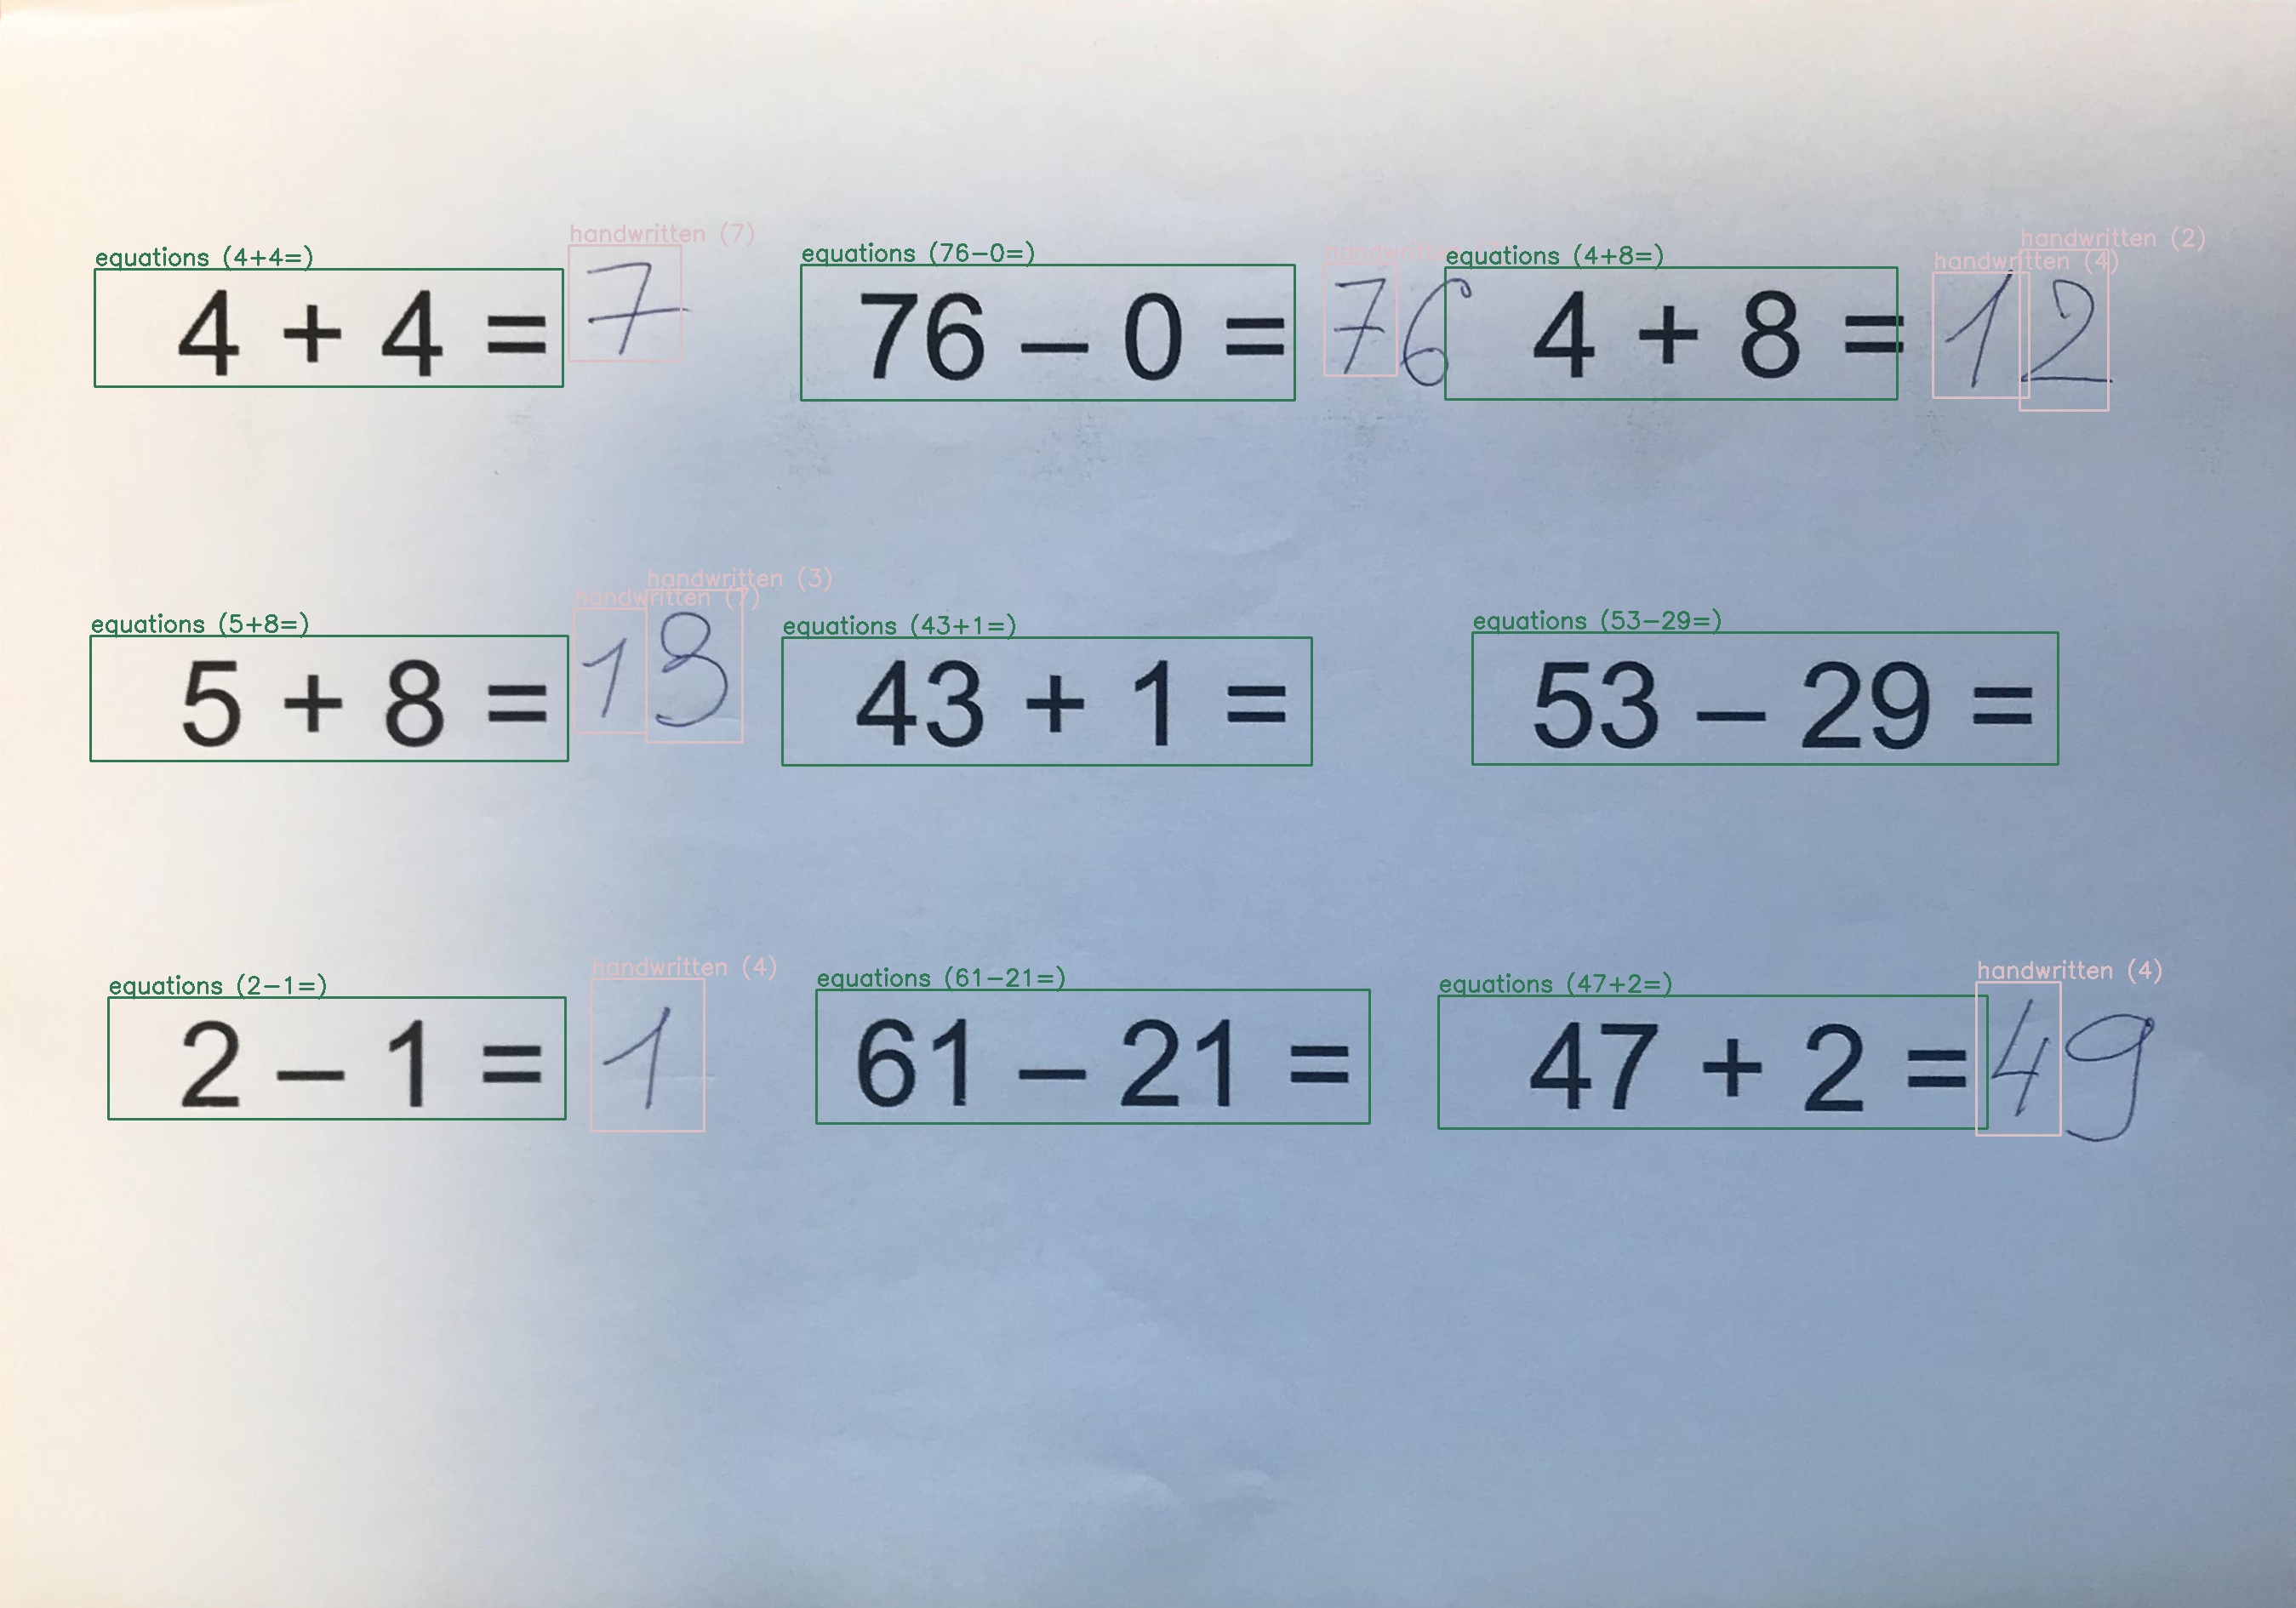 handwritten (7) handwritten (2)
equations (4+4=) equations (76-0=) handwritten equations (4+8=) handwritten (4)
4 + 4 = 7 76 – 0 = 76 4 + 8 = 12
handwritten (3)
equations (5+8=) handwritten (7) equations (43+1=) equations (53-29=)
5 + 8 = 13 43 + 1 = 53 – 29 =
handwritten (4) handwritten (4)
equations (2-1=) equations (61-21=) equations (47+2=)
2 – 1 = 1 61 – 21 = 47 + 2 = 49